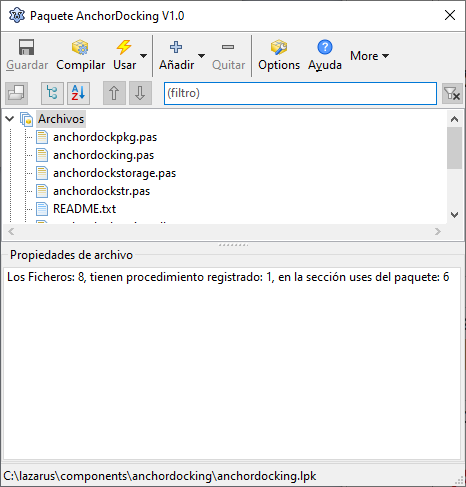 Paquete AnchorDocking V1.0
Guardar Compilar Usar Añadir Quitar Options Ayuda More
(filtro)
Archivos
anchordockpkg.pas
anchordocking.pas
anchordockstorage.pas
anchordockstr.pas
README.txt
Propiedades de archivo
Los Ficheros: 8, tienen procedimiento registrado: 1, en la sección uses del paquete: 6
C:\lazarus\components\anchordocking\anchordocking.lpk